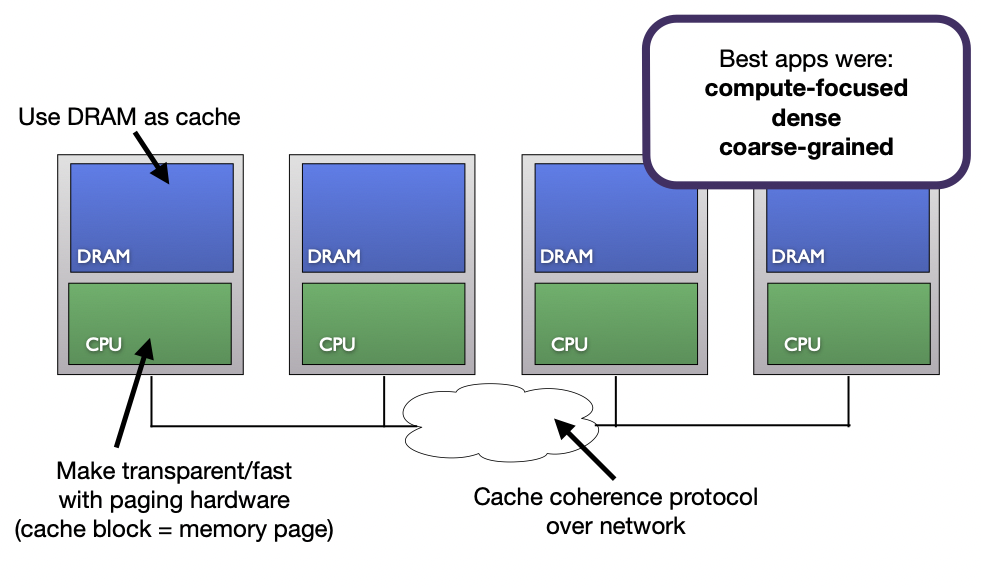 Best apps were:
compute-focused
dense
coarse-grained
Use DRAM as cache
DRAM
DRAM
DRAM
DRAM
CPU
CPU
CPU
CPU
Make transparent/fast
with paging hardware
(cache block = memory page)
Cache coherence protocol
over network